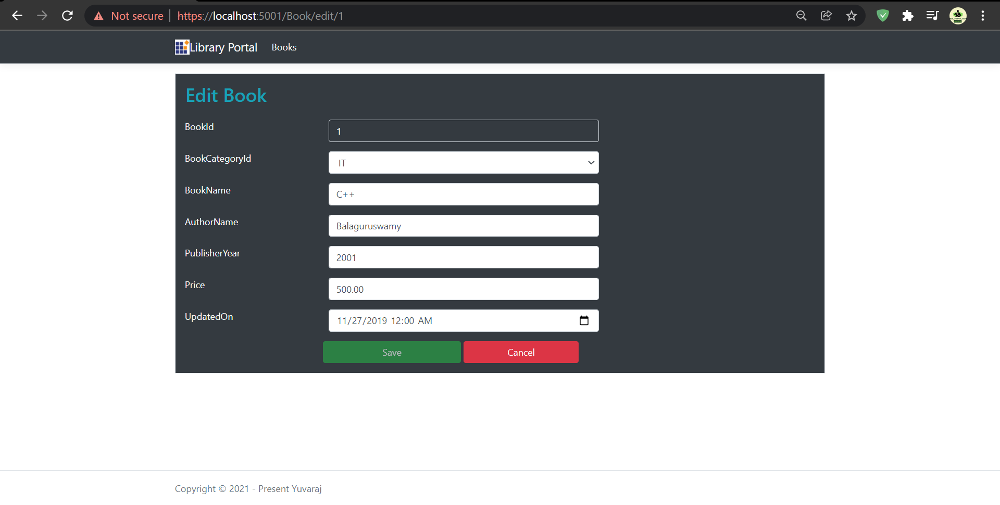 Not secure | https://localhost:5001/Book/edit/1
Library Portal Books
Edit Book
BookId 1
BookCategoryId IT
BookName C++
AuthorName Balaguruswamy
PublisherYear 2001
Price 500.00
UpdatedOn 11/27/2019 12:00 AM
Save Cancel
Copyright © 2021 - Present Yuvaraj